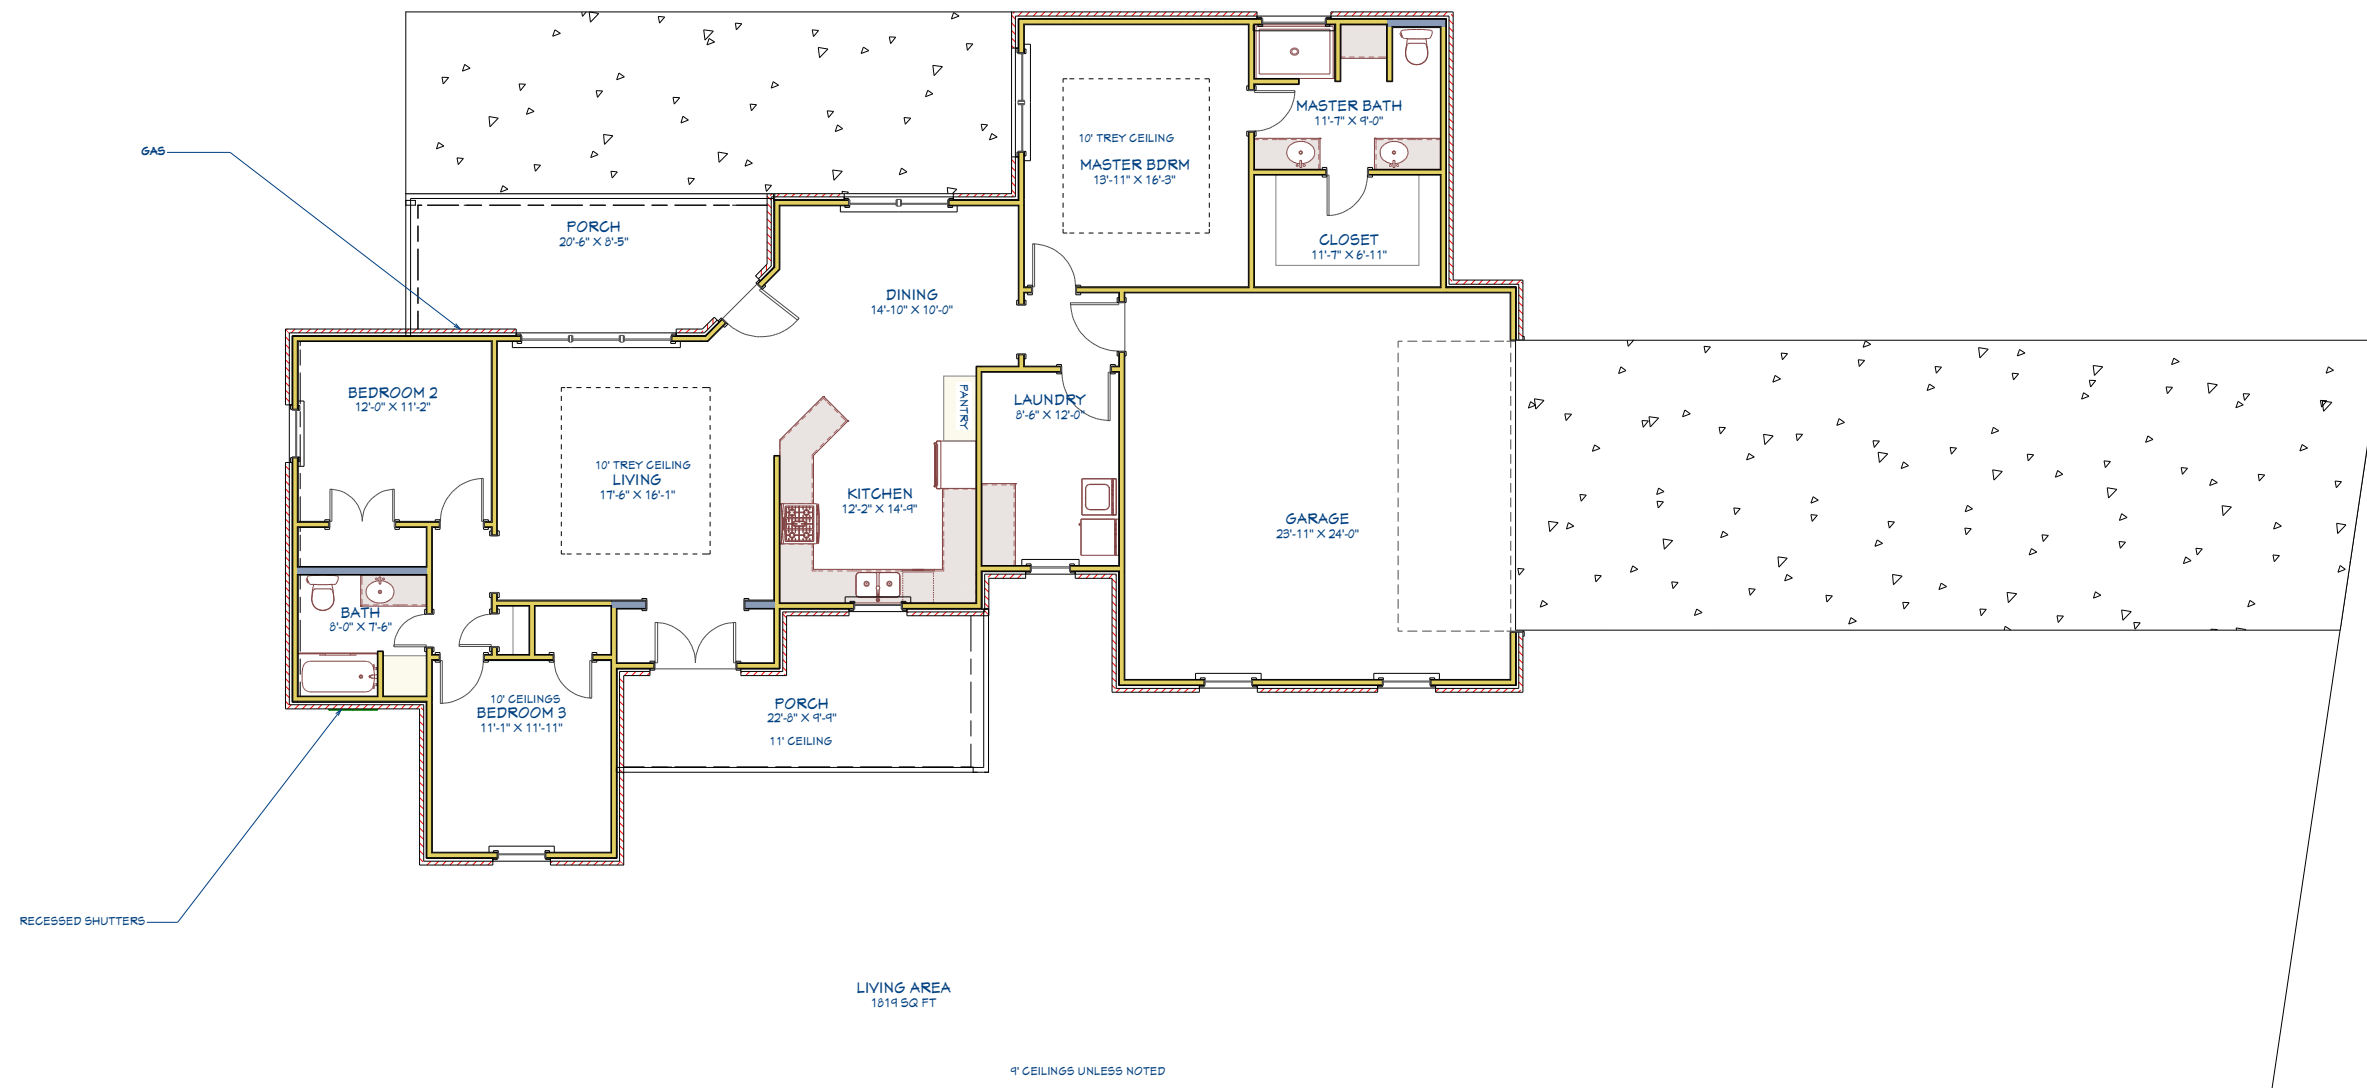 GAS
PORCH
20'-6" X 8'-5"
10' TREY CEILING
MASTER BDRM
13'-11" X 16'-3"
MASTER BATH
11'-7" X 9'-0"
CLOSET
11'-7" X 6'-11"
DINING
14'-10" X 10'-0"
BEDROOM 2
12'-0" X 11'-2"
10' TREY CEILING
LIVING
17'-6" X 16'-1"
PANTRY
KITCHEN
12'-2" X 14'-9"
LAUNDRY
8'-6" X 12'-0"
GARAGE
23'-11" X 24'-0"
BATH
8'-0" X 7'-6"
10' CEILINGS
BEDROOM 3
11'-1" X 11'-11"
PORCH
22'-8" X 9'-9"
11' CEILING
RECESSED SHUTTERS
LIVING AREA
1819 SQ FT
9' CEILINGS UNLESS NOTED